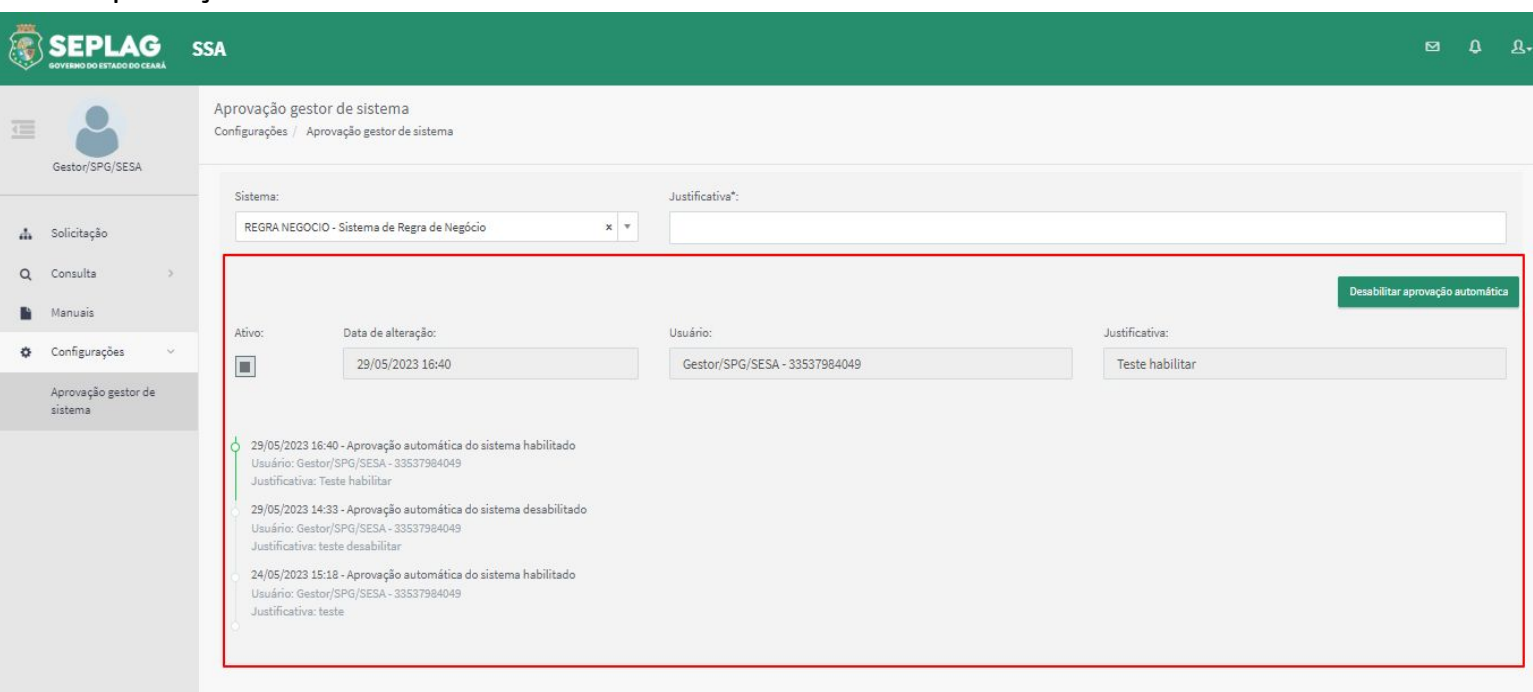 SEPLAG
GOVERNO DO ESTADO DO CEARÁ
SSA
Gestor/SPG/SESA
Solicitação
Consulta
Manuais
Configurações
Aprovação gestor de
sistema
Aprovação gestor de sistema
Configurações / Aprovação gestor de sistema
Sistema:
Justificativa*:
REGRA NEGOCIO - Sistema de Regra de Negócio
Desabilitar aprovação automática
Ativo:
Data de alteração:
Usuário:
Justificativa:
29/05/2023 16:40
Gestor/SPG/SESA - 33537984049
Teste habilitar
29/05/2023 16:40 - Aprovação automática do sistema habilitado
Usuário: Gestor/SPG/SESA - 33537984049
Justificativa: Teste habilitar
29/05/2023 14:33 - Aprovação automática do sistema desabilitado
Usuário: Gestor/SPG/SESA - 33537984049
Justificativa: teste desabilitar
24/05/2023 15:18 - Aprovação automática do sistema habilitado
Usuário: Gestor/SPG/SESA - 33537984049
Justificativa: teste